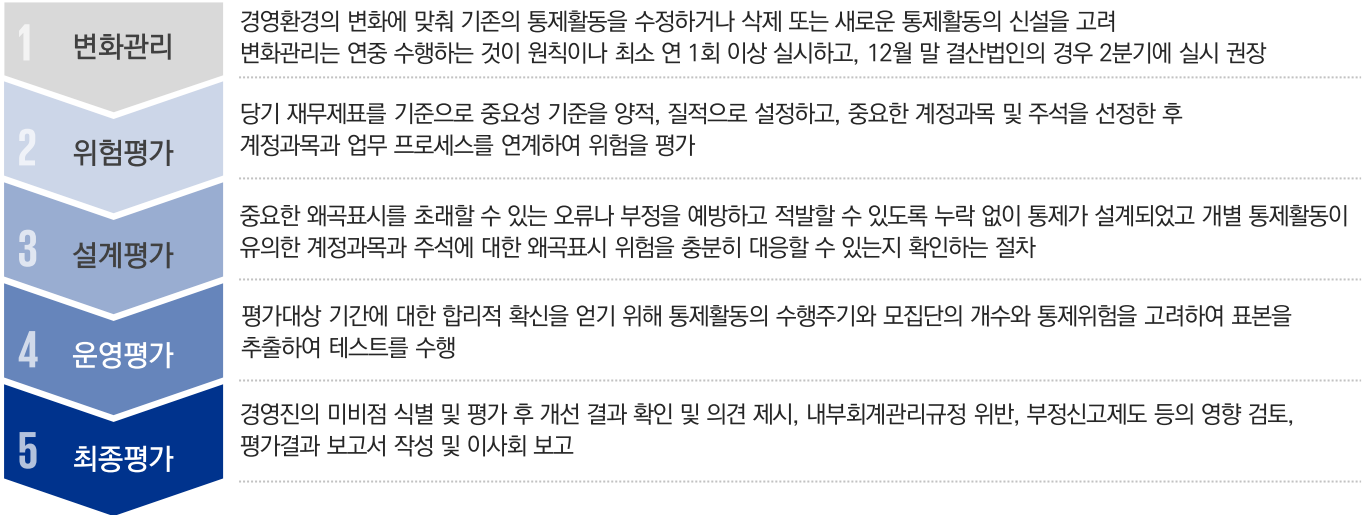 1 변화관리
경영환경의 변화에 맞춰 기존의 통제활동을 수정하거나 삭제 또는 새로운 통제활동의 신설을 고려
변화관리는 연중 수행하는 것이 원칙이나 최소 연 1회 이상 실시하고, 12월 말 결산법인의 경우 2분기에 실시 권장
2 위험평가
당기 재무제표를 기준으로 중요성 기준을 양적, 질적으로 설정하고, 중요한 계정과목 및 주석을 선정한 후
계정과목과 업무 프로세스를 연계하여 위험을 평가
3 설계평가
중요한 왜곡표시를 초래할 수 있는 오류나 부정을 예방하고 적발할 수 있도록 누락 없이 통제가 설계되었고 개별 통제활동이
유의한 계정과목과 주석에 대한 왜곡표시 위험을 충분히 대응할 수 있는지 확인하는 절차
4 운영평가
평가대상 기간에 대한 합리적 확신을 얻기 위해 통제활동의 수행주기와 모집단의 개수와 통제위험을 고려하여 표본을
추출하여 테스트를 수행
5 최종평가
경영진의 미비점 식별 및 평가 후 개선 결과 확인 및 의견 제시, 내부회계관리규정 위반, 부정신고제도 등의 영향 검토,
평가결과 보고서 작성 및 이사회 보고